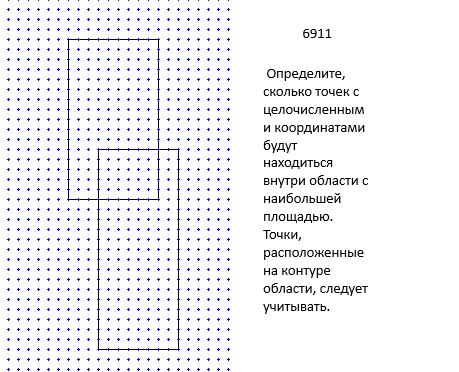 6911
Определите,
сколько точек с
целочисленным
и координатами
будут
находиться
внутри области с
наибольшей
площадью.
Точки,
расположенные
на контуре
области, следует
учитывать.